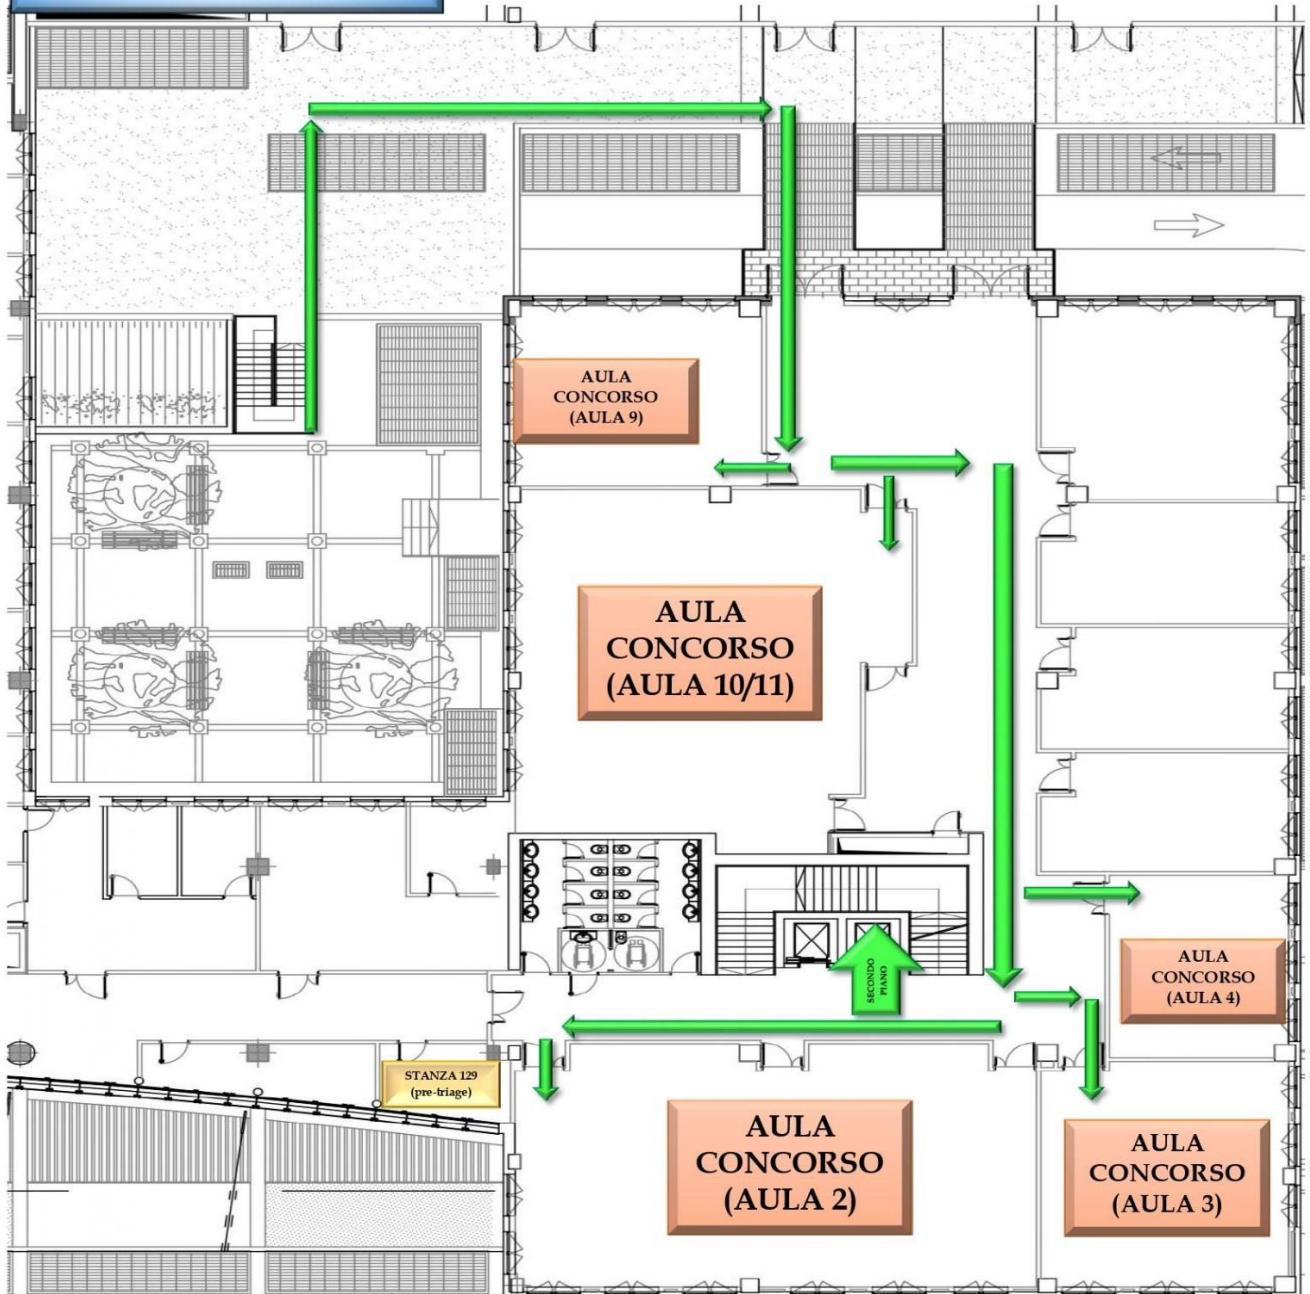 AULA
CONCORSO
(AULA 9)
AULA
CONCORSO
(AULA 10/11)
SECONDO
PIANO
AULA
CONCORSO
(AULA 4)
STANZA 129
(pre-triage)
AULA
CONCORSO
(AULA 2)
AULA
CONCORSO
(AULA 3)